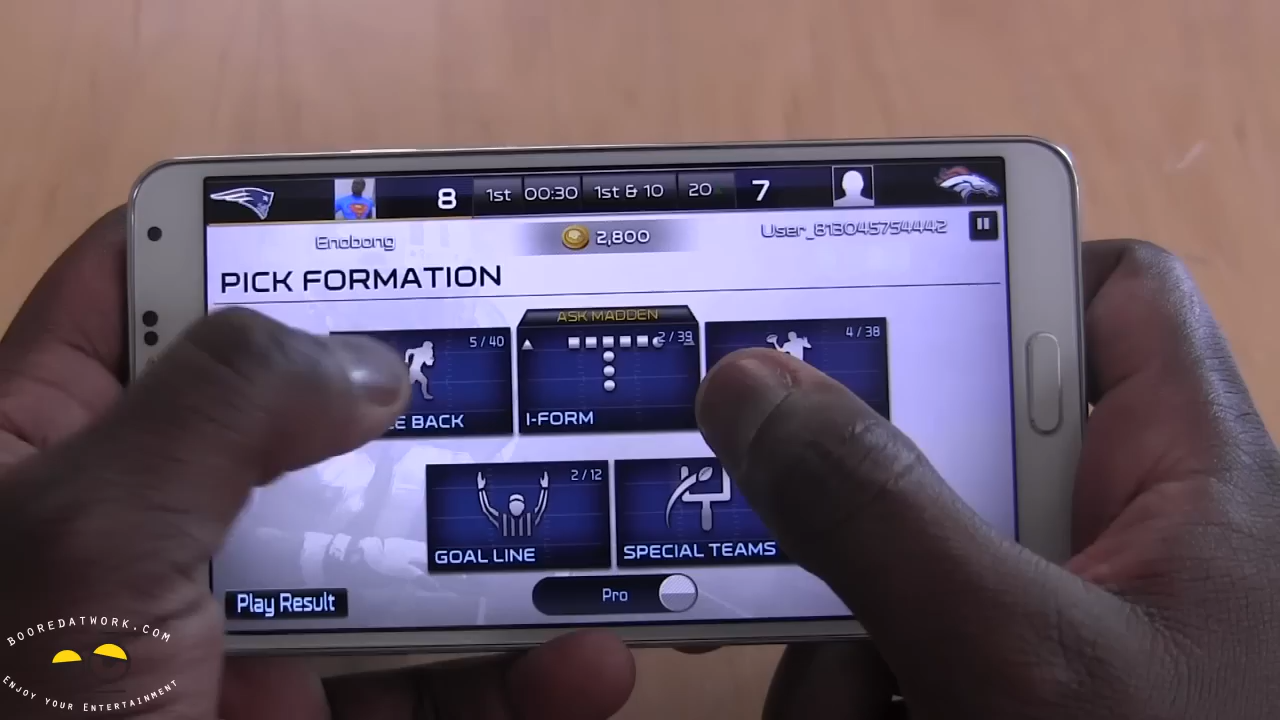 8 1st 00:30 1st & 10 20 7
Enobong 2,800 User_813045754442
PICK FORMATION
ASK MADDEN
5/40 2/39 4/38
BACK I-FORM
2/12
GOAL LINE SPECIAL TEAMS
Pro
Play Result
BOOREDATWORK.COM
ENJOY YOUR ENTERTAINMENT